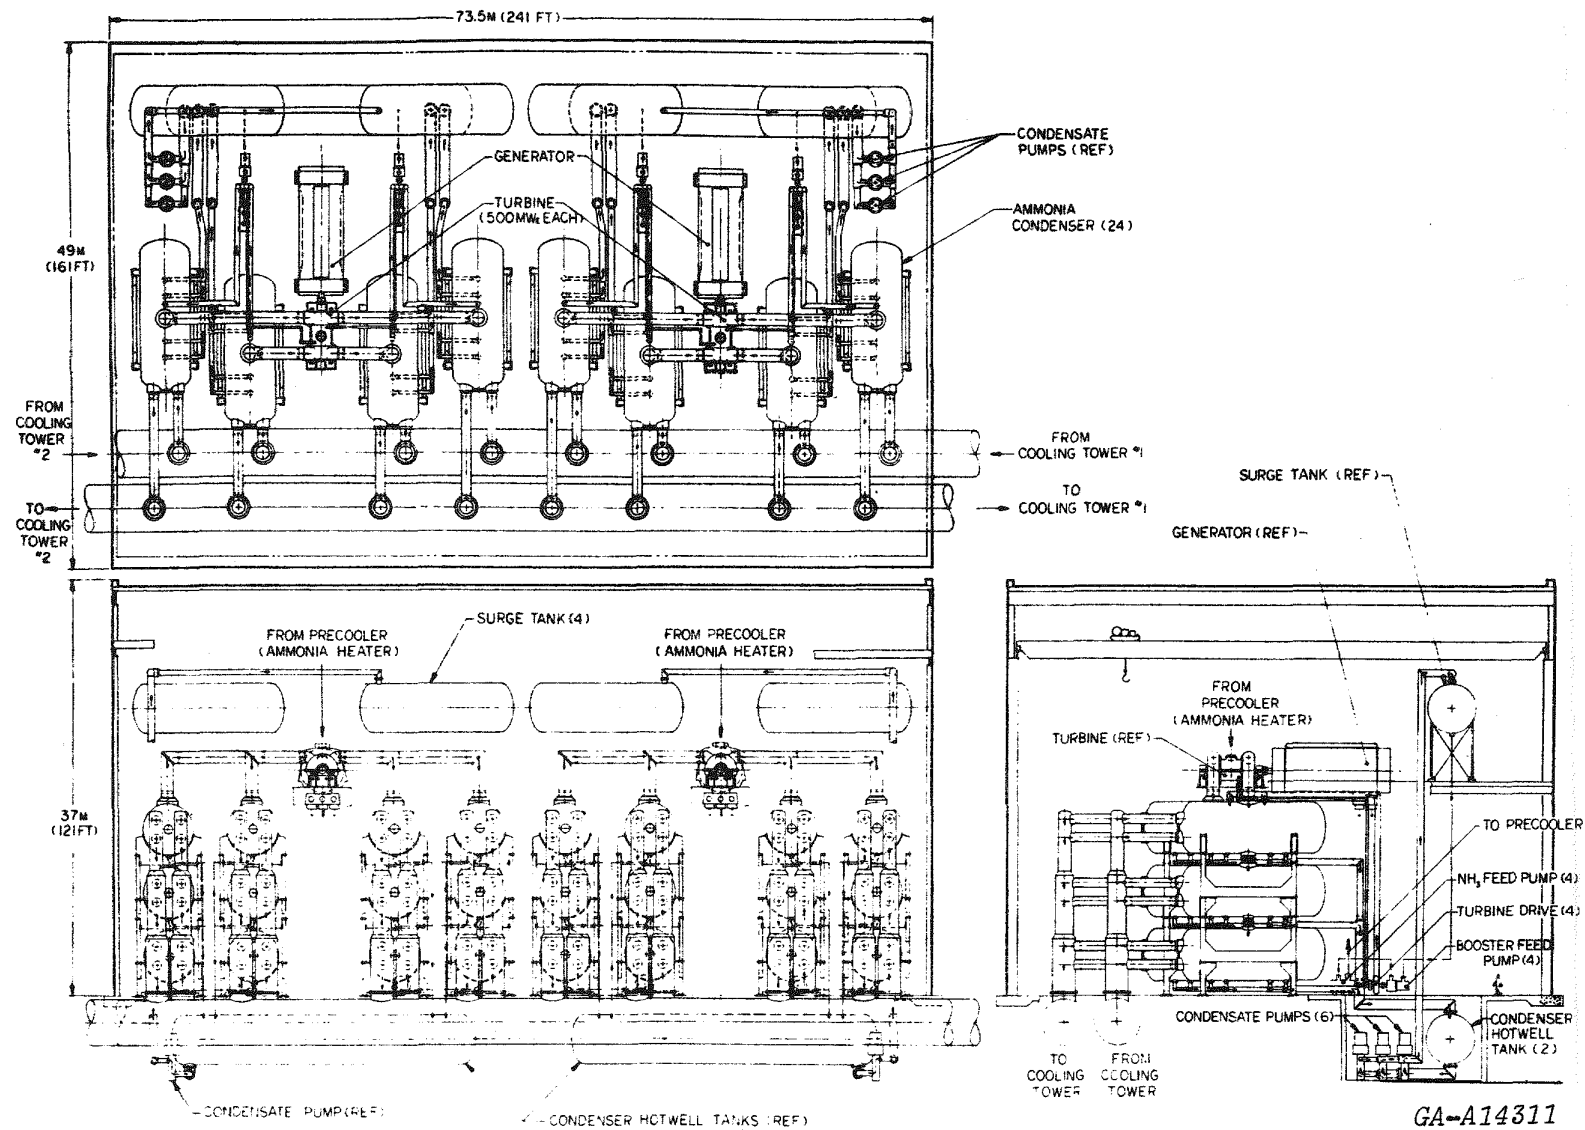 73.5M (241 FT)
GENERATOR
TURBINE
(500MWE EACH)
CONDENSATE
PUMPS (REF)
AMMONIA
CONDENSER (24)
49M
(161FT)
FROM
COOLING
TOWER
#2
TO
COOLING
TOWER
#2
FROM
COOLING TOWER #1
TO
COOLING TOWER #1
SURGE TANK (REF)
GENERATOR (REF)
SURGE TANK (4)
FROM PRECOOLER
(AMMONIA HEATER)
FROM PRECOOLER
(AMMONIA HEATER)
37M
(121FT)
FROM
PRECOOLER
(AMMONIA HEATER)
TURBINE (REF)
TO PRECOOLER
NH3 FEED PUMP (4)
TURBINE DRIVE (4)
BOOSTER FEED
PUMP (4)
CONDENSATE PUMPS (6)
CONDENSER
HOTWELL
TANK (2)
TO
COOLING
TOWER
FROM
COOLING
TOWER
CONDENSATE PUMP (REF)
CONDENSER HOTWELL TANKS (REF)
GA-A14311